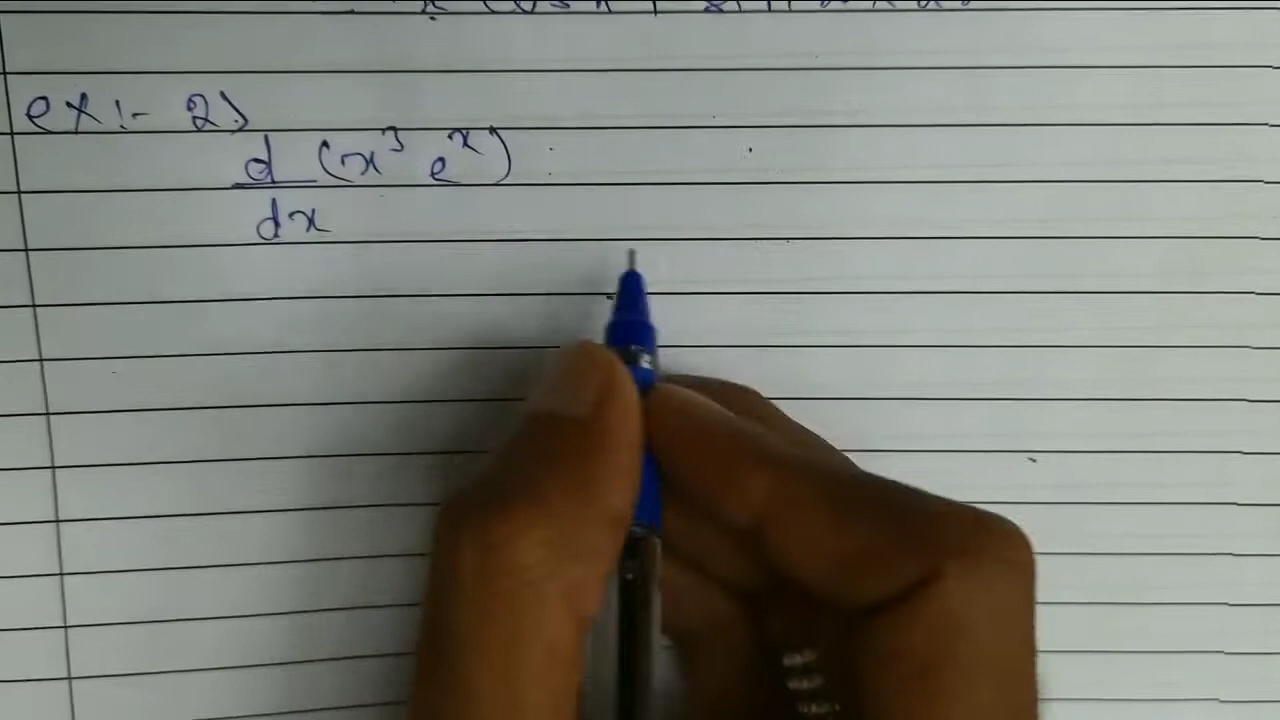 ex:- 2)
d/dx (x³ eˣ)